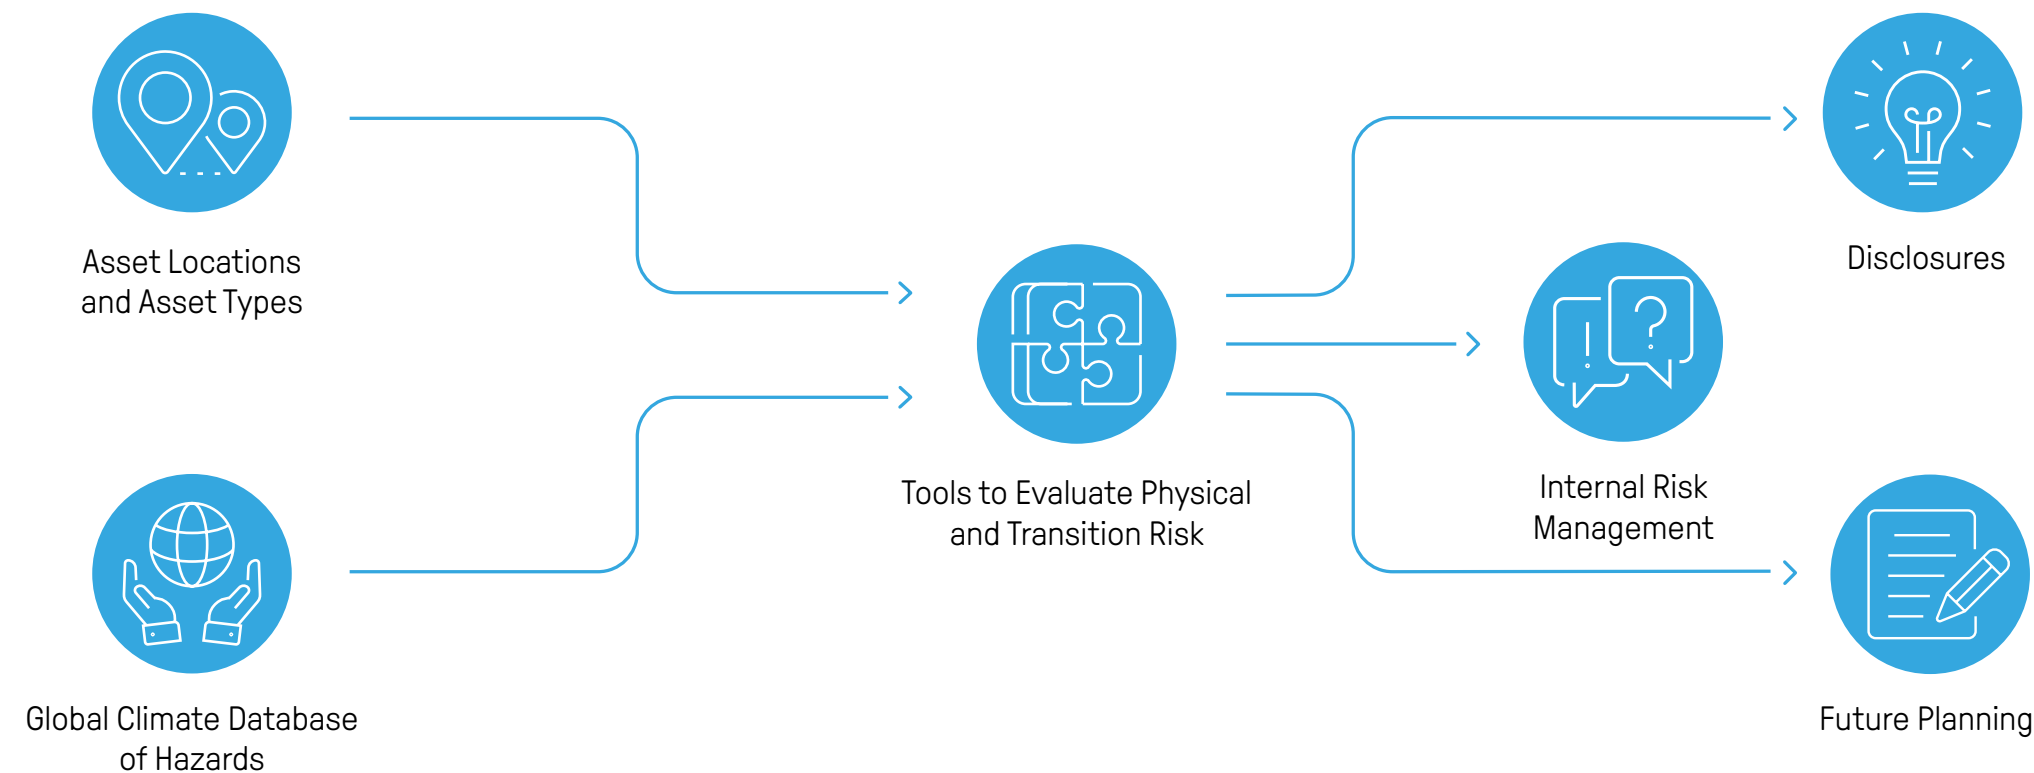 Asset Locations
and Asset Types
Global Climate Database
of Hazards
Tools to Evaluate Physical
and Transition Risk
Disclosures
Internal Risk
Management
Future Planning